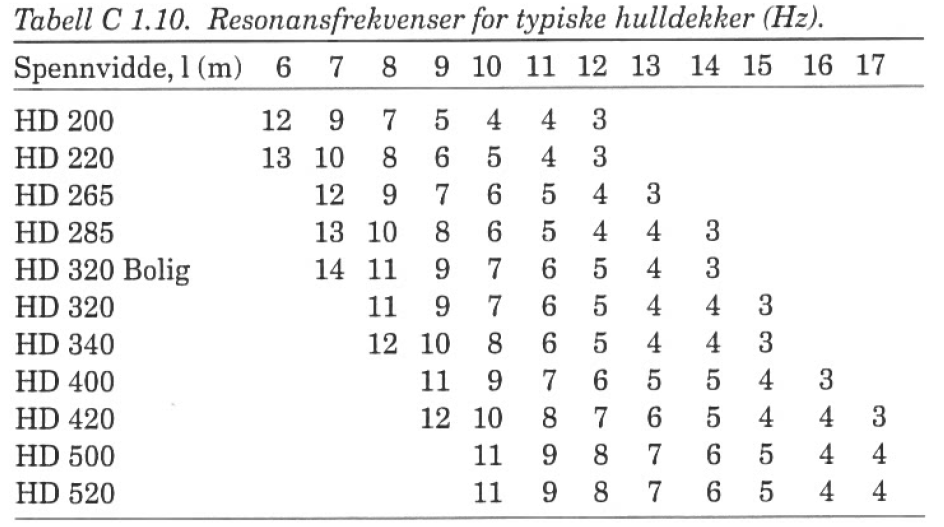 Tabell C 1.10. Resonansfrekvenser for typiske hulldekker (Hz).
Spennvidde, l (m) 6 7 8 9 10 11 12 13 14 15 16 17
HD 200 12 9 7 5 4 4 3
HD 220 13 10 8 6 5 4 3
HD 265 12 9 7 6 5 4 3
HD 285 13 10 8 6 5 4 4 3
HD 320 Bolig 14 11 9 7 6 5 4 3
HD 320 11 9 7 6 5 4 4 3
HD 340 12 10 8 6 5 4 4 3
HD 400 11 9 7 6 5 5 4 3
HD 420 12 10 8 7 6 5 4 4 3
HD 500 11 9 8 7 6 5 4 4
HD 520 11 9 8 7 6 5 4 4